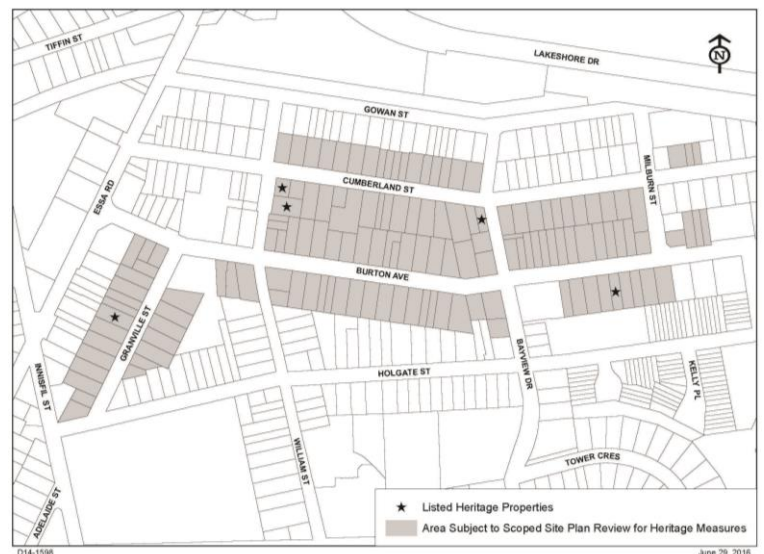 TIFFIN ST
LAKESHORE DR
N
GOWAN ST
ESSA RD
CUMBERLAND ST
MILBURN ST
BURTON AVE
GRANVILLE ST
INNISFIL ST
HOLGATE ST
BAYVIEW DR
KELLY PL
WILLIAM ST
TOWER CRES
ADELAIDE ST
Listed Heritage Properties
Area Subject to Scoped Site Plan Review for Heritage Measures
D14-1598
June 29, 2016